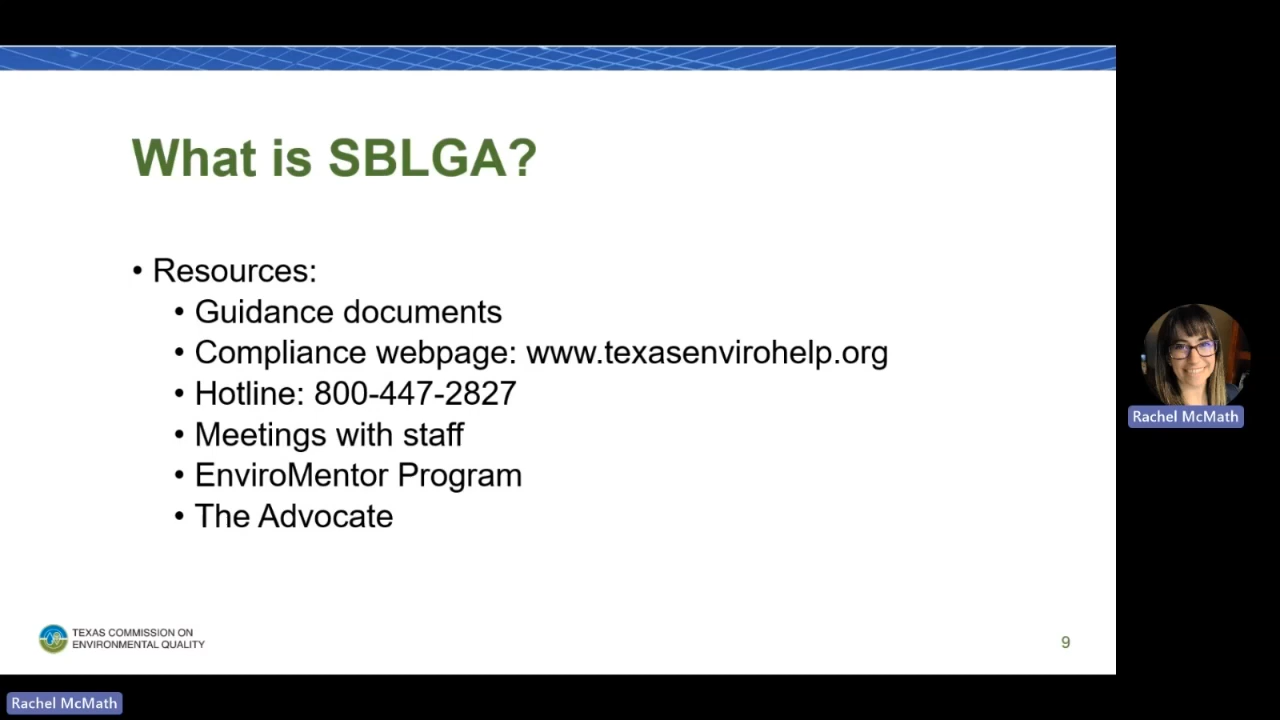 What is SBLGA?
• Resources:
• Guidance documents
• Compliance webpage: www.texasenvirohelp.org
• Hotline: 800-447-2827
• Meetings with staff
• EnviroMentor Program
• The Advocate
TEXAS COMMISSION ON
ENVIRONMENTAL QUALITY
9
Rachel McMath
Rachel McMath